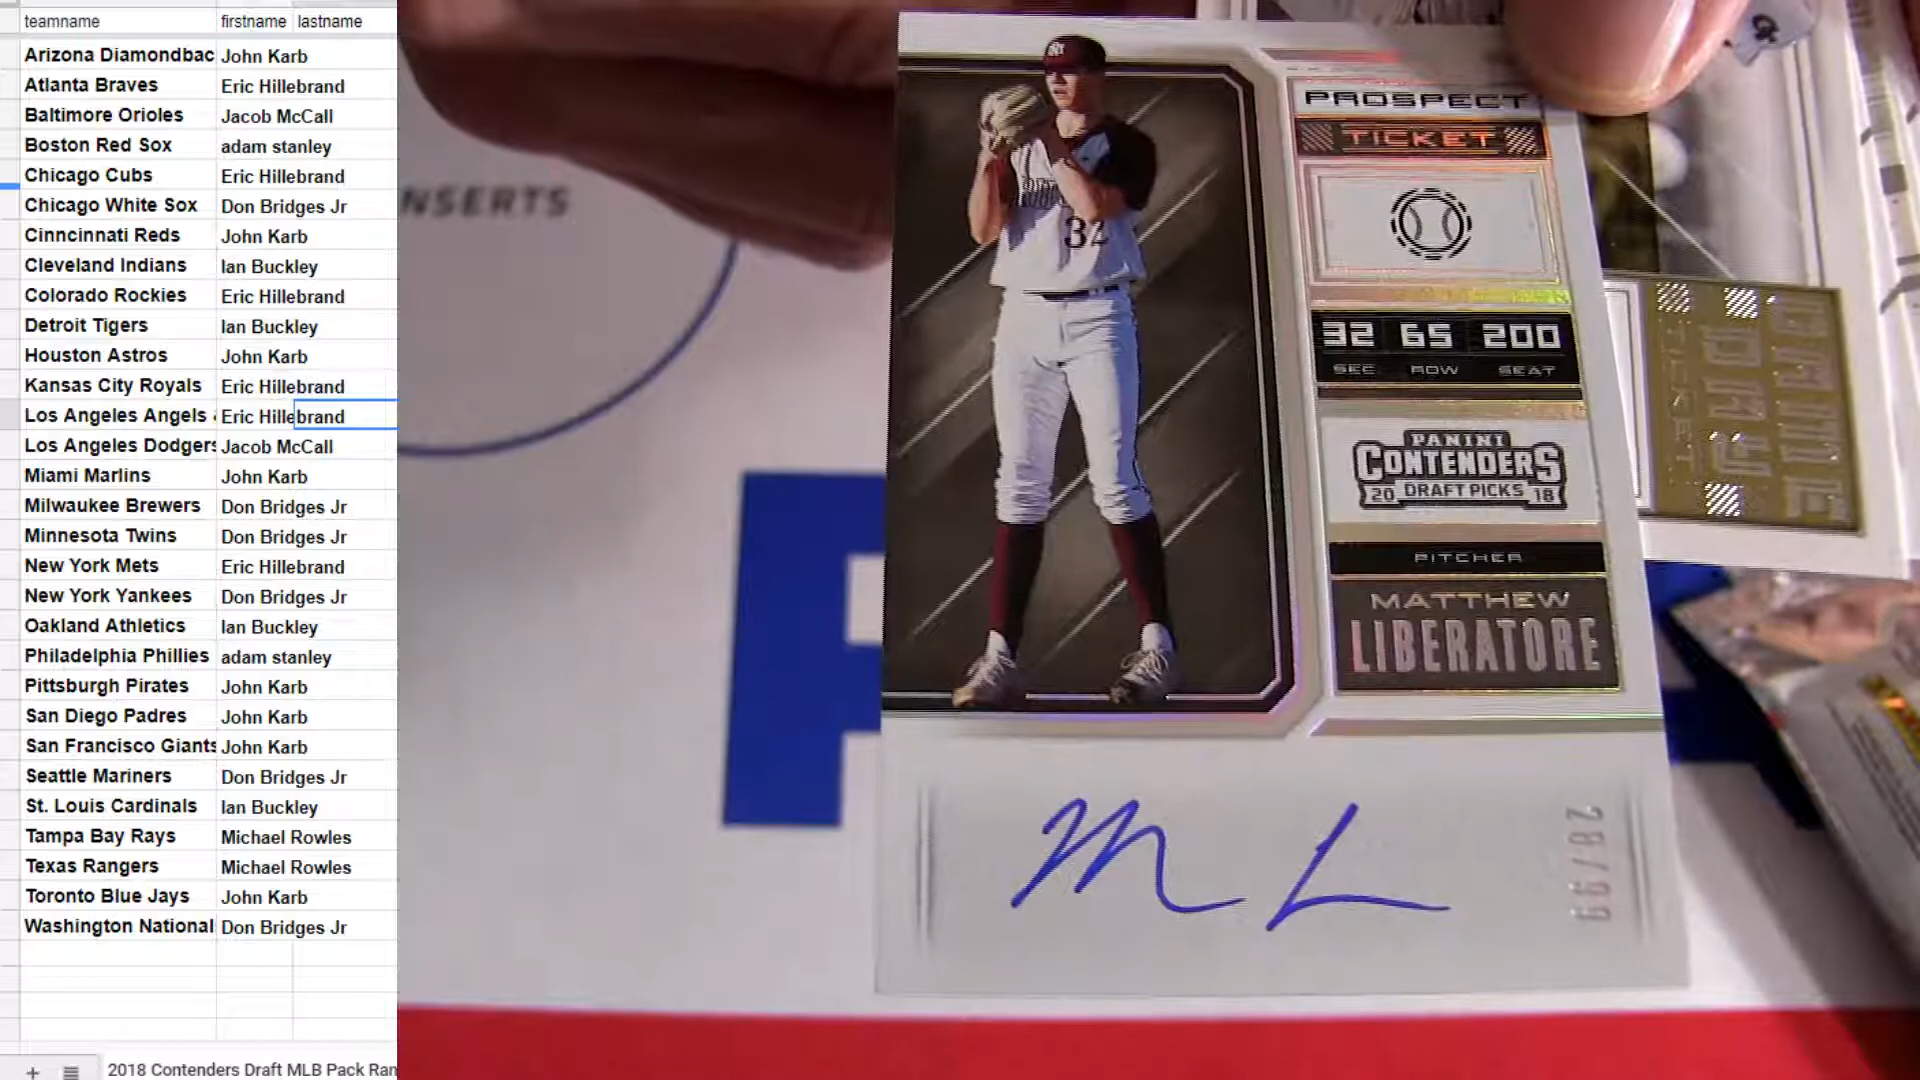 teamname firstname lastname
Arizona Diamondbac John Karb
Atlanta Braves Eric Hillebrand
Baltimore Orioles Jacob McCall
Boston Red Sox adam stanley
Chicago Cubs Eric Hillebrand
Chicago White Sox Don Bridges Jr
Cinncinnati Reds John Karb
Cleveland Indians Ian Buckley
Colorado Rockies Eric Hillebrand
Detroit Tigers Ian Buckley
Houston Astros John Karb
Kansas City Royals Eric Hillebrand
Los Angeles Angels Eric Hillebrand
Los Angeles Dodgers Jacob McCall
Miami Marlins John Karb
Milwaukee Brewers Don Bridges Jr
Minnesota Twins Don Bridges Jr
New York Mets Eric Hillebrand
New York Yankees Don Bridges Jr
Oakland Athletics Ian Buckley
Philadelphia Phillies adam stanley
Pittsburgh Pirates John Karb
San Diego Padres John Karb
San Francisco Giants John Karb
Seattle Mariners Don Bridges Jr
St. Louis Cardinals Ian Buckley
Tampa Bay Rays Michael Rowles
Texas Rangers Michael Rowles
Toronto Blue Jays John Karb
Washington National Don Bridges Jr
2018 Contenders Draft MLB Pack Ran
NSERTS
32
PROSPECT
TICKET
32 65 200
SEC ROW SEAT
PANINI
CONTENDERS
20 DRAFT PICKS 18
PITCHER
MATTHEW
LIBERATORE
M L
28/99
GAME
DAY
TICKET